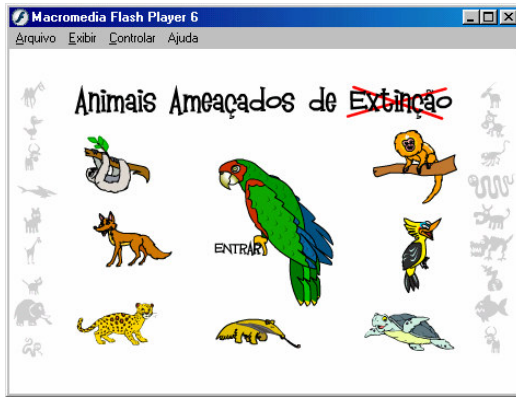 Macromedia Flash Player 6
Arquivo Exibir Controlar Ajuda
Animais Ameaçados de Extinção
ENTRAR